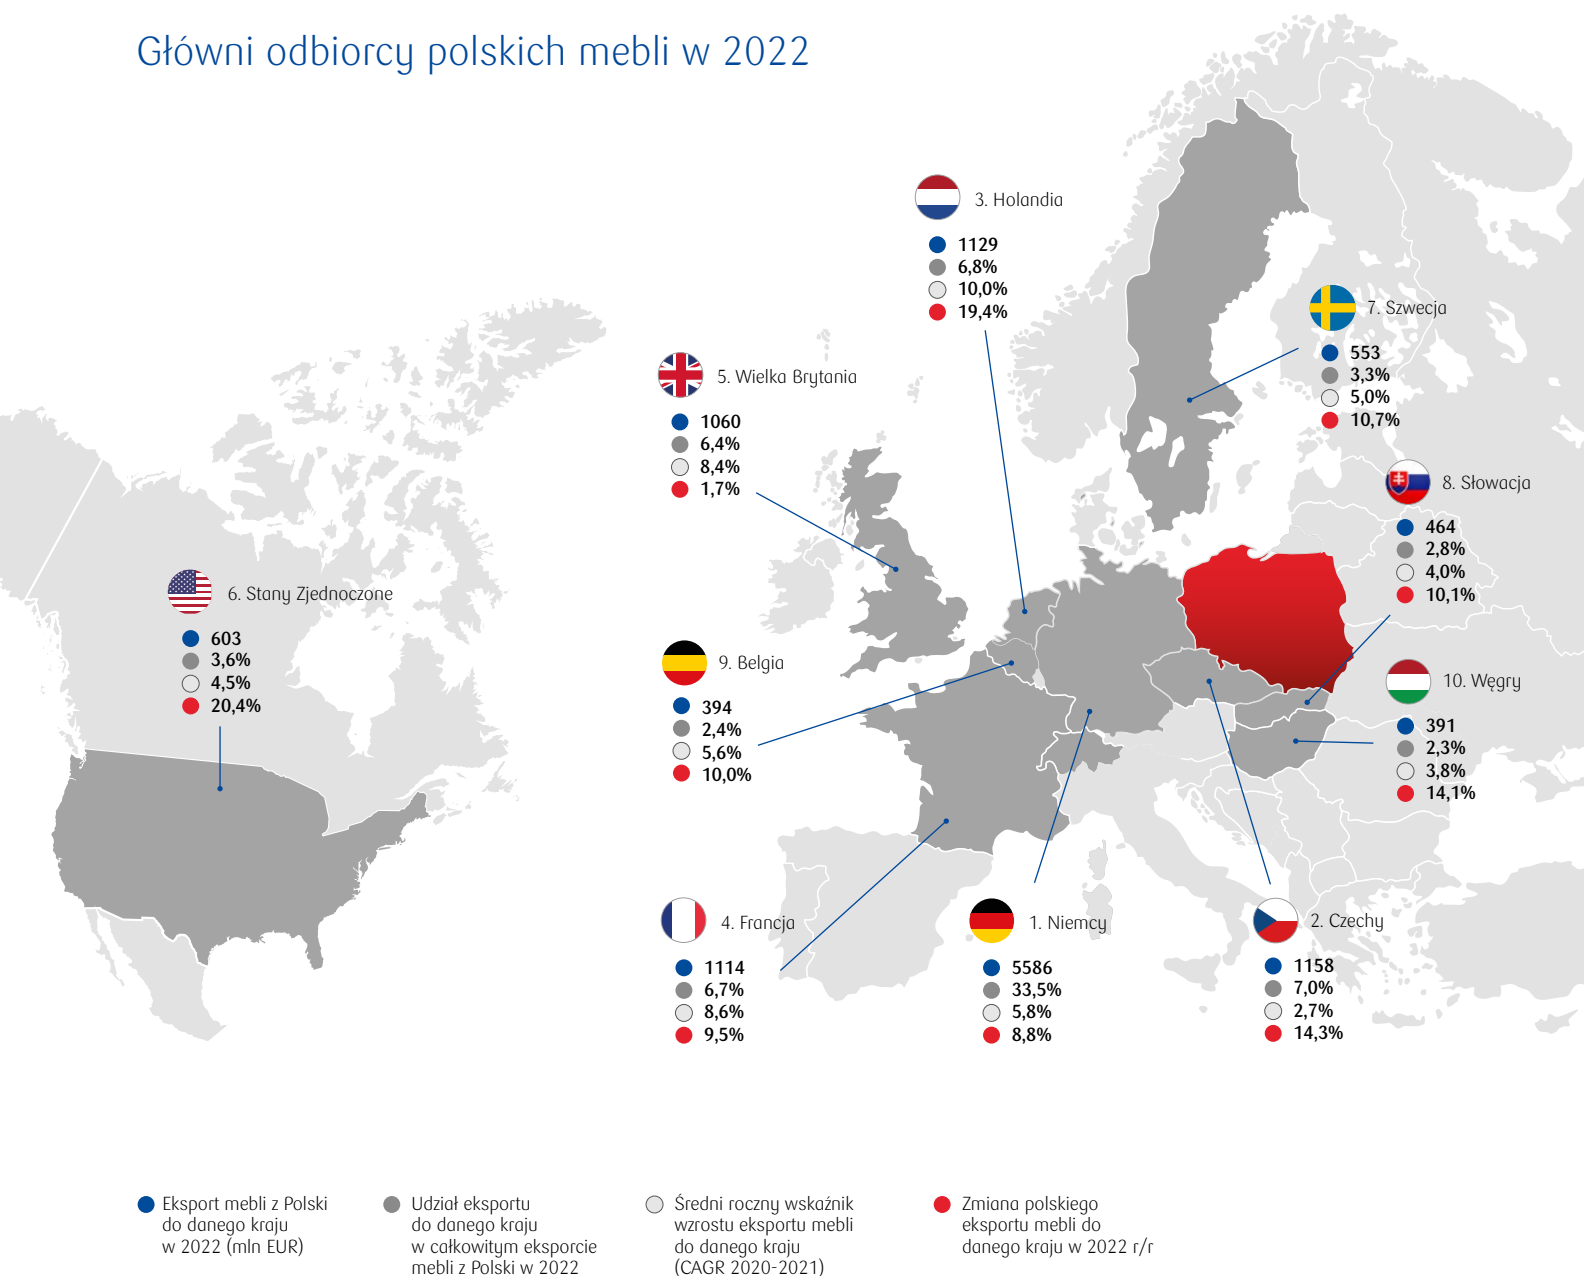 Główni odbiorcy polskich mebli w 2022
3. Holandia
1129
6,8%
10,0%
19,4%
7. Szwecja
553
3,3%
5,0%
10,7%
5. Wielka Brytania
1060
6,4%
8,4%
1,7%
8. Słowacja
464
2,8%
4,0%
10,1%
6. Stany Zjednoczone
603
3,6%
4,5%
20,4%
9. Belgia
394
2,4%
5,6%
10,0%
10. Węgry
391
2,3%
3,8%
14,1%
4. Francja
1114
6,7%
8,6%
9,5%
1. Niemcy
5586
33,5%
5,8%
8,8%
2. Czechy
1158
7,0%
2,7%
14,3%
Eksport mebli z Polski
do danego kraju
w 2022 (mln EUR)
Udział eksportu
do danego kraju
w całkowitym eksporcie
mebli z Polski w 2022
Średni roczny wskaźnik
wzrostu eksportu mebli
do danego kraju
(CAGR 2020-2021)
Zmiana polskiego
eksportu mebli do
danego kraju w 2022 r/r